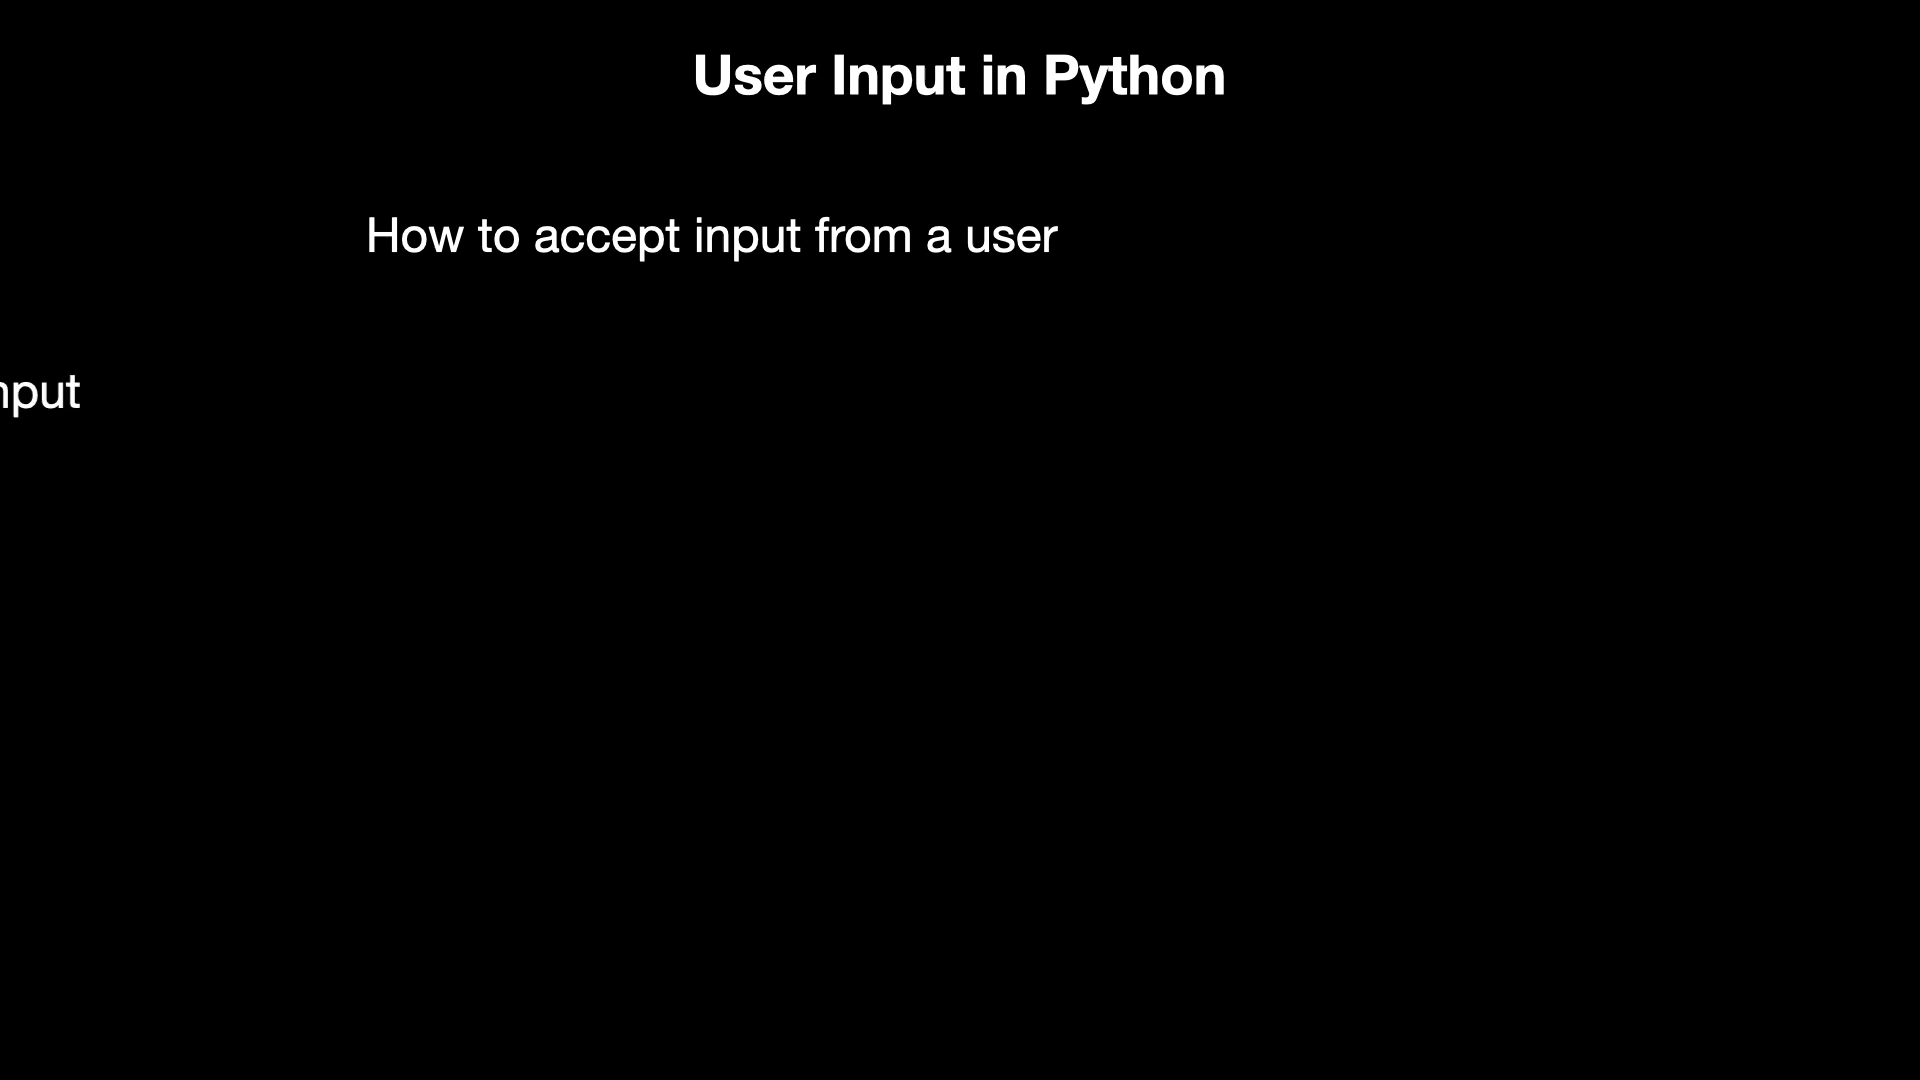 User Input in Python
How to accept input from a user
nput